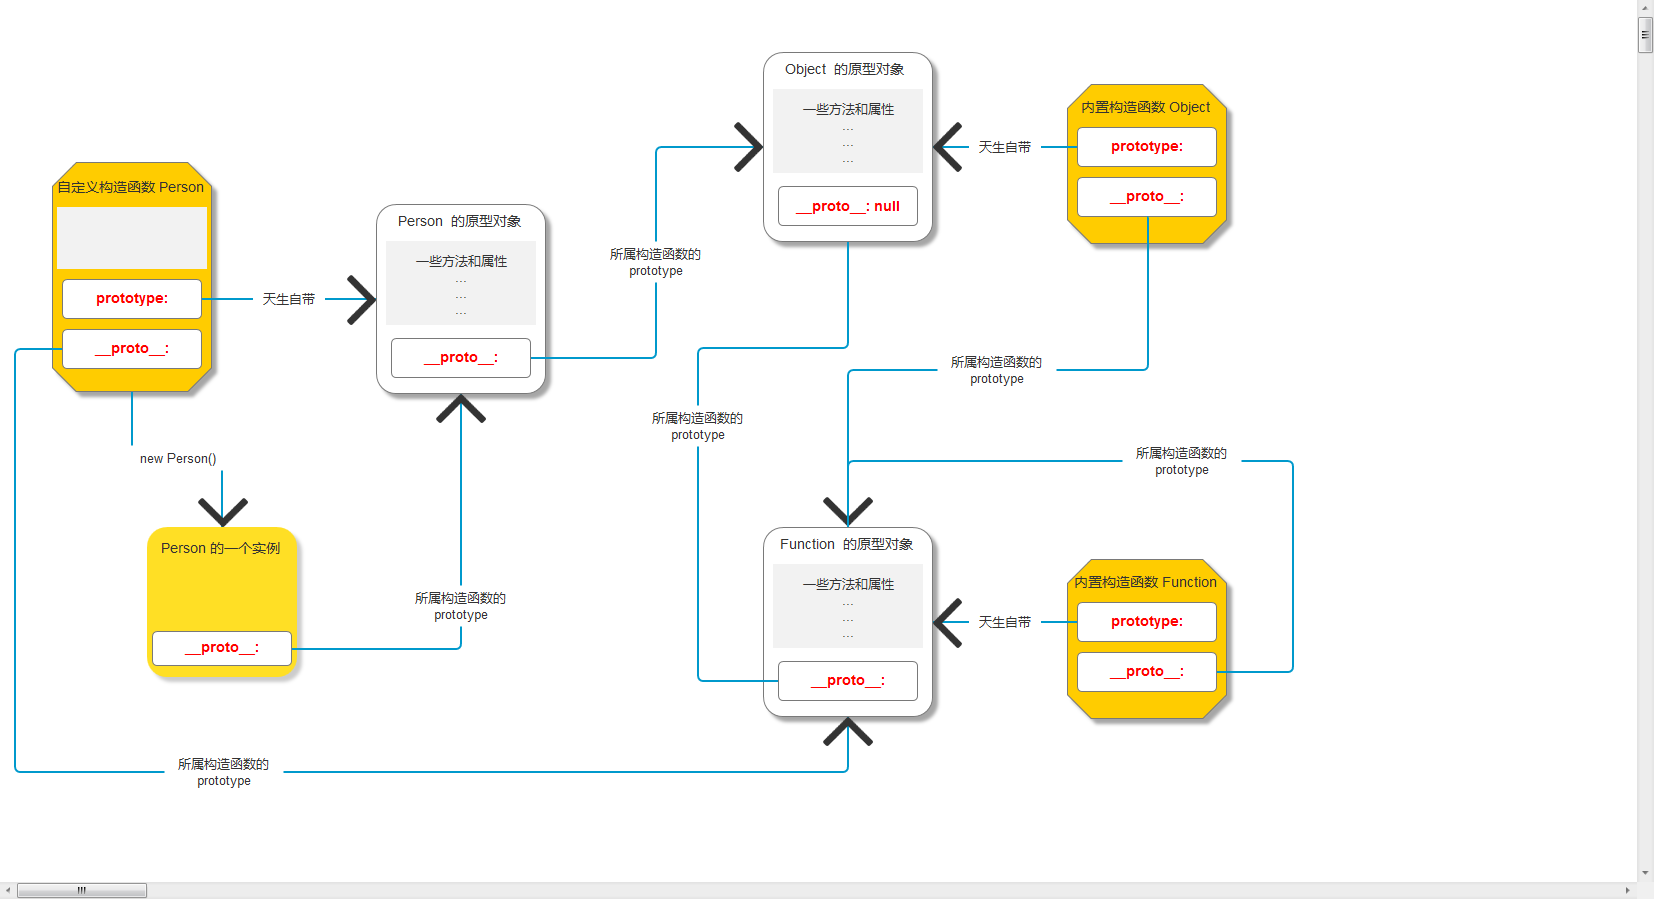 Object 的原型对象
一些方法和属性
...
...
...
__proto__: null
内置构造函数 Object
prototype:
__proto__:
天生自带
自定义构造函数 Person
prototype:
__proto__:
天生自带
Person 的原型对象
一些方法和属性
...
...
...
__proto__:
所属构造函数的
prototype
所属构造函数的
prototype
所属构造函数的
prototype
所属构造函数的
prototype
new Person()
Person 的一个实例
__proto__:
所属构造函数的
prototype
Function 的原型对象
一些方法和属性
...
...
...
__proto__:
天生自带
内置构造函数 Function
prototype:
__proto__:
所属构造函数的
prototype